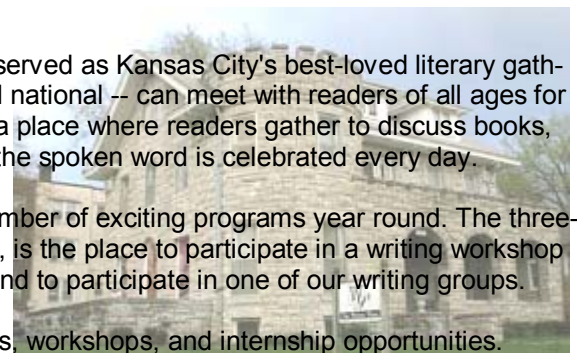 served as Kansas City's best-loved literary gath-
l national -- can meet with readers of all ages for
a place where readers gather to discuss books,
the spoken word is celebrated every day.
mber of exciting programs year round. The three-
, is the place to participate in a writing workshop
nd to participate in one of our writing groups.
s, workshops, and internship opportunities.